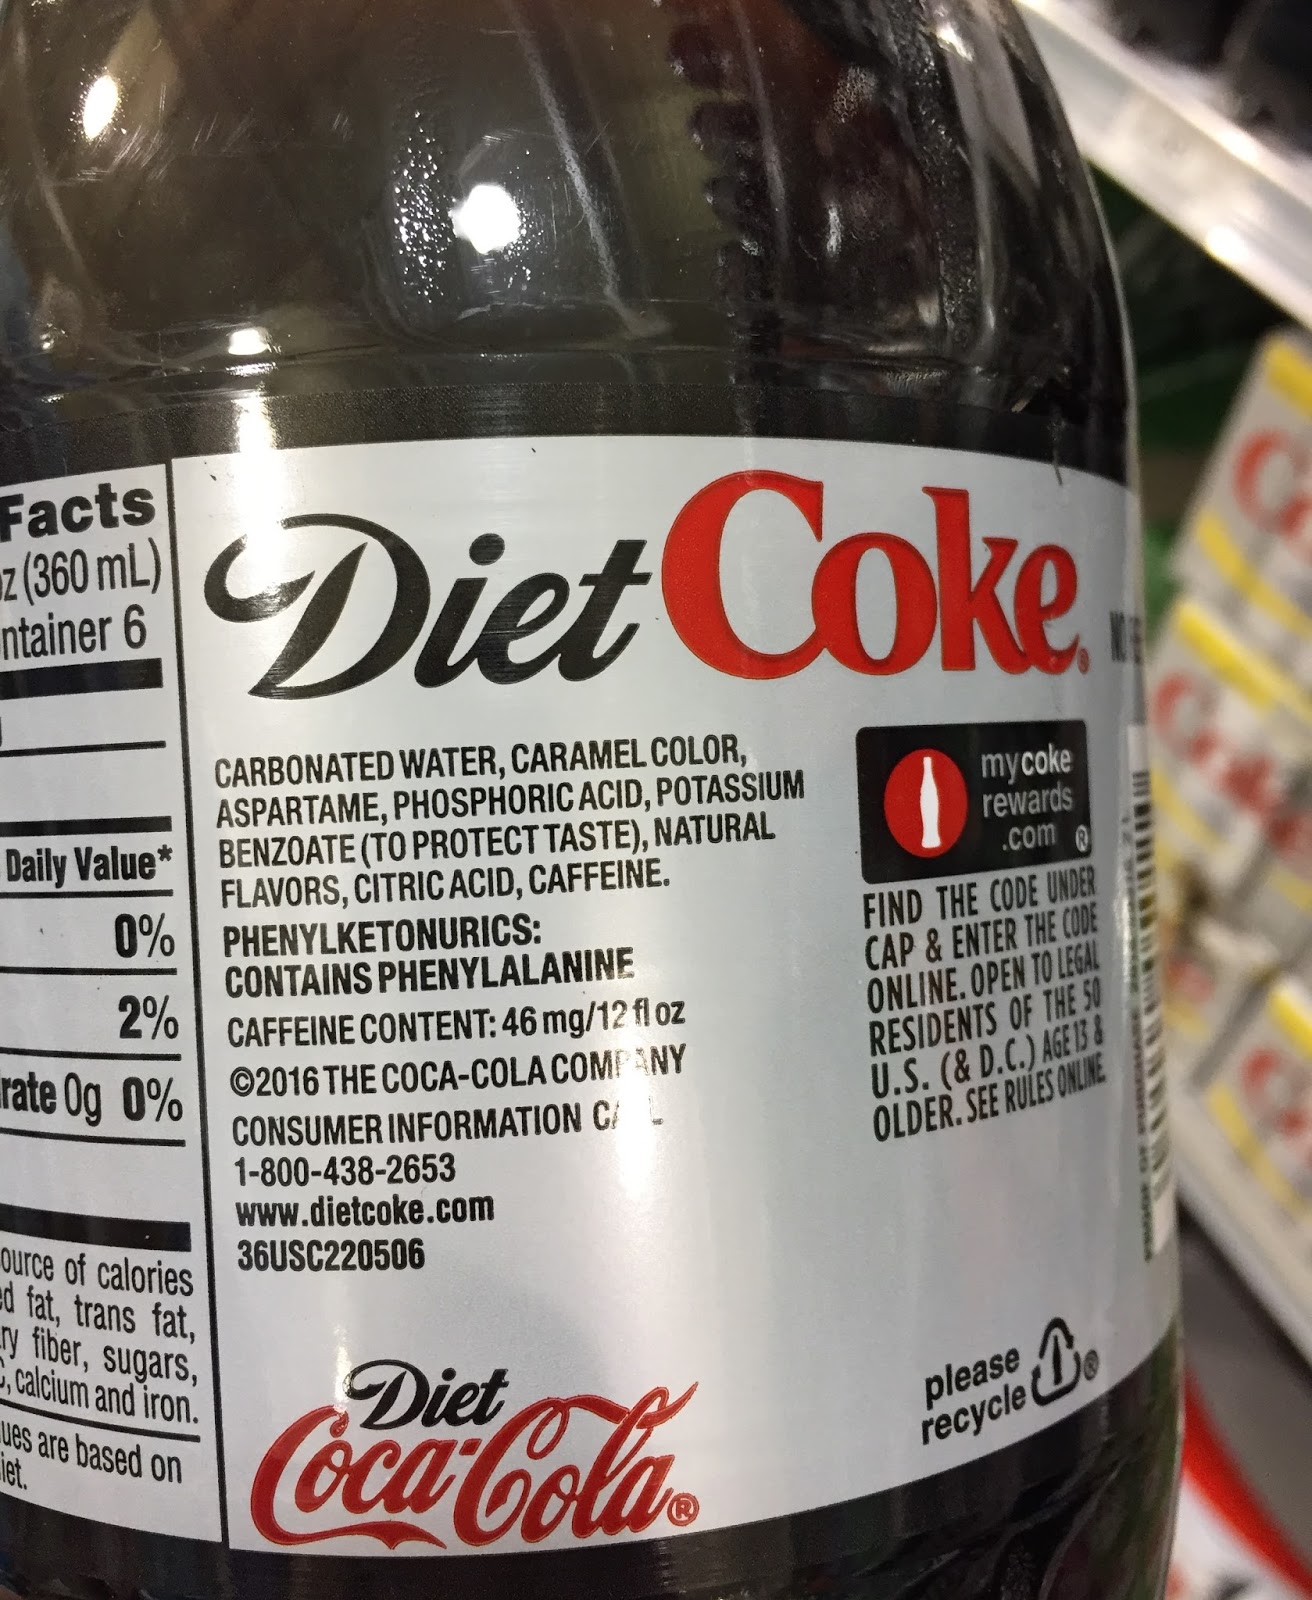 Facts
z (360 mL)
ntainer 6
Daily Value*
0%
2%
rate 0g 0%
ource of calories
ed fat, trans fat,
ry fiber, sugars,
C, calcium and iron.
ues are based on
iet.
Diet Coke®
CARBONATED WATER, CARAMEL COLOR,
ASPARTAME, PHOSPHORIC ACID, POTASSIUM
BENZOATE (TO PROTECT TASTE), NATURAL
FLAVORS, CITRIC ACID, CAFFEINE.
PHENYLKETONURICS:
CONTAINS PHENYLALANINE
CAFFEINE CONTENT: 46 mg/12 fl oz
©2016 THE COCA-COLA COMPANY
CONSUMER INFORMATION CALL
1-800-438-2653
www.dietcoke.com
36USC220506
Diet
Coca-Cola®
mycoke
rewards
.com ®
FIND THE CODE UNDER
CAP & ENTER THE CODE
ONLINE. OPEN TO LEGAL
RESIDENTS OF THE 50
U.S. (& D.C.) AGE 13 &
OLDER. SEE RULES ONLINE.
please
recycle ®